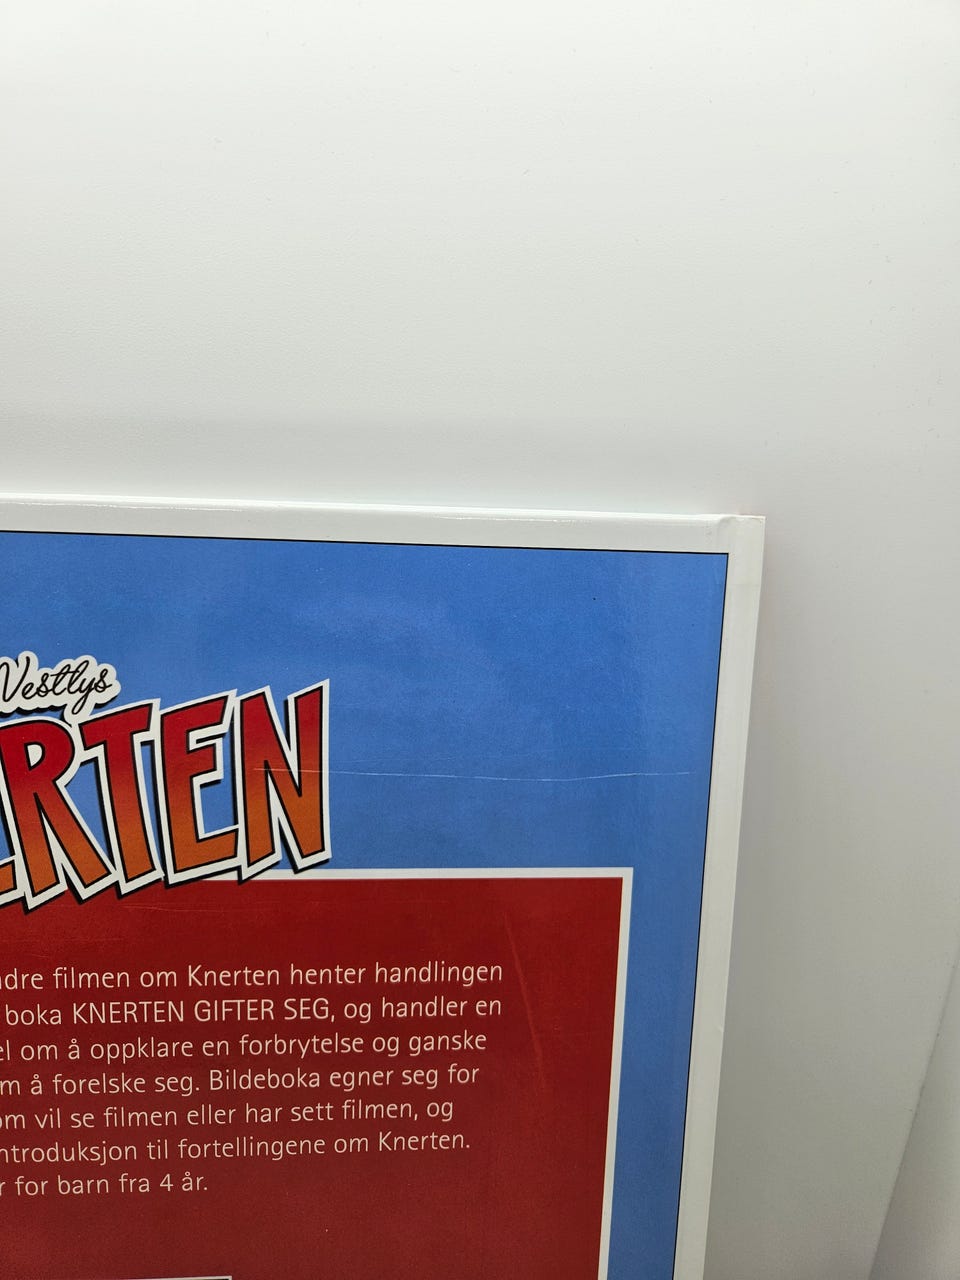 Vestlys
ERTEN
dre filmen om Knerten henter handlingen
boka KNERTEN GIFTER SEG, og handler en
el om å oppklare en forbrytelse og ganske
m å forelske seg. Bildeboka egner seg for
om vil se filmen eller har sett filmen, og
ntroduksjon til fortellingene om Knerten.
r for barn fra 4 år.